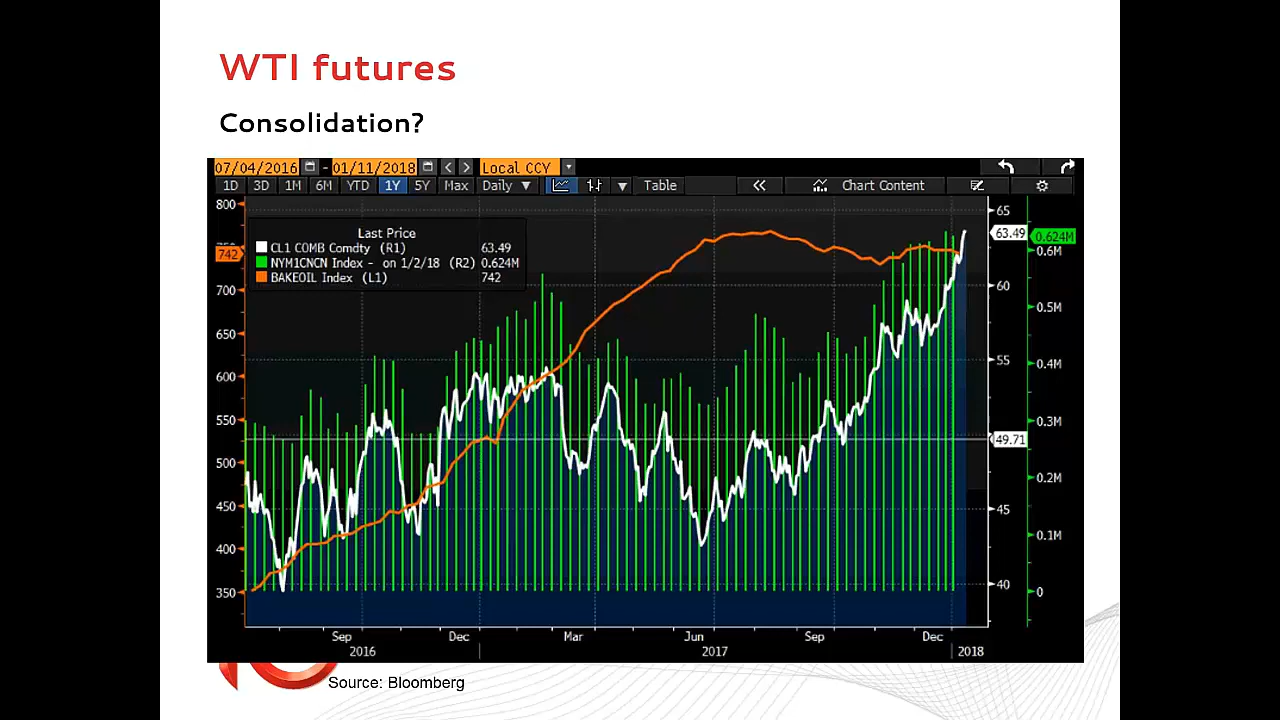 WTI futures
Consolidation?
07/04/2016 - 01/11/2018 Local CCY
1D 3D 1M 6M YTD 1Y 5Y Max Daily Table Chart Content
Last Price
CL1 COMB Comdty (R1) 63.49
NYM1CNCN Index - on 1/2/18 (R2) 0.624M
BAKEOIL Index (L1) 742
800
742
700
650
600
550
500
450
400
350
65
63.49
60
55
49.71
45
40
0.624M
0.6M
0.5M
0.4M
0.3M
0.2M
0.1M
0
Sep Dec Mar Jun Sep Dec
2016 2017 2018
Source: Bloomberg